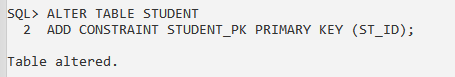 SQL> ALTER TABLE STUDENT
  2  ADD CONSTRAINT STUDENT_PK PRIMARY KEY (ST_ID);
Table altered.